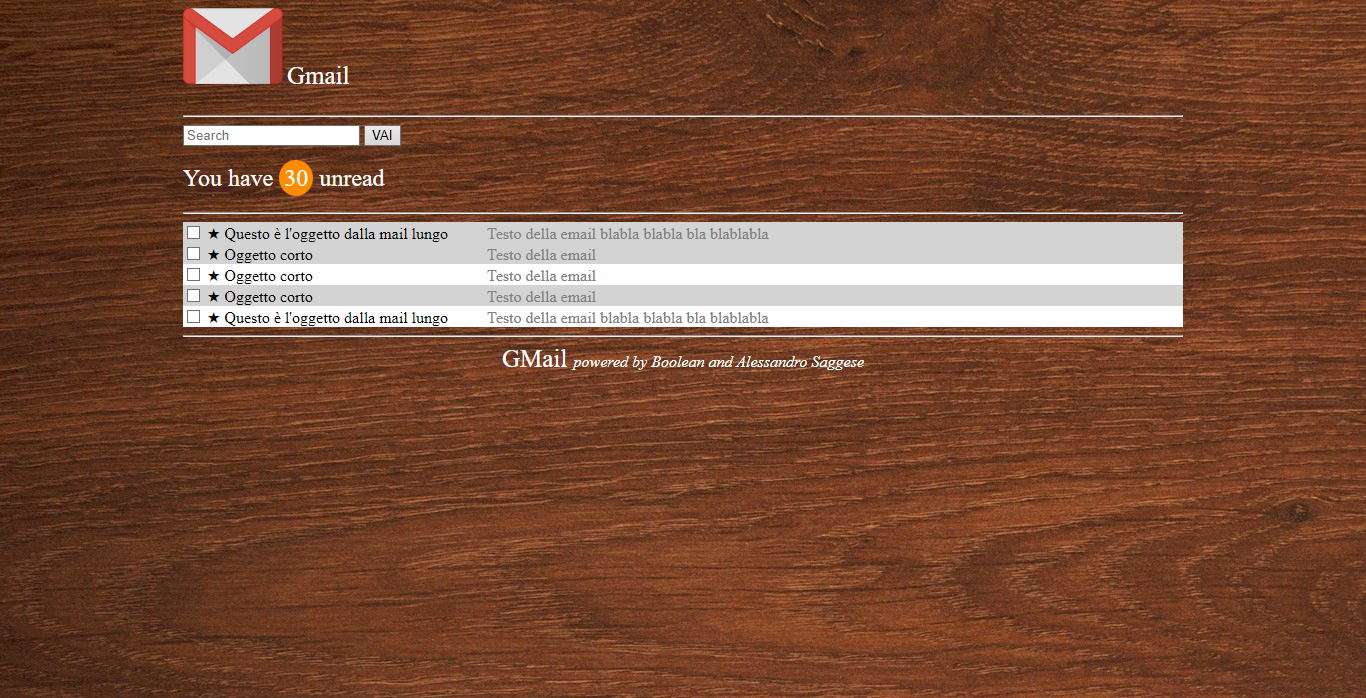 Gmail
Search VAI
You have 30 unread
★ Questo è l'oggetto dalla mail lungo Testo della email blabla blabla bla blablabla
★ Oggetto corto Testo della email
★ Oggetto corto Testo della email
★ Oggetto corto Testo della email
★ Questo è l'oggetto dalla mail lungo Testo della email blabla blabla bla blablabla
GMail powered by Boolean and Alessandro Saggese